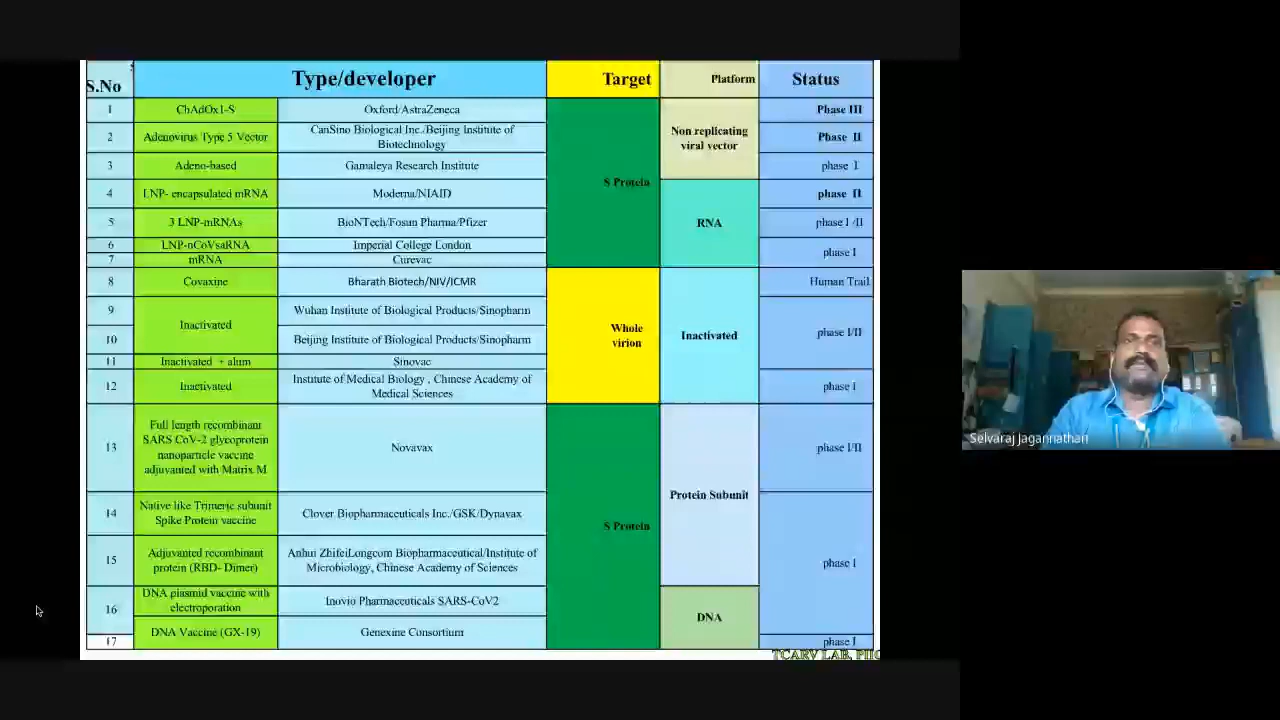 S.No Type/developer Target Platform Status
1 ChAdOx1-S Oxford/AstraZeneca Phase III
2 Adenovirus Type 5 Vector CanSino Biological Inc./Beijing Institute of
Biotechnology Phase II
Non replicating
viral vector
3 Adeno-based Gamaleya Research Institute phase I
S Protein
4 LNP- encapsulated mRNA Moderna/NIAID phase II
5 3 LNP-mRNAs BioNTech/Fosun Pharma/Pfizer RNA phase I /II
6 LNP-nCoVsaRNA Imperial College London
phase I
7 mRNA Curevac
8 Covaxine Bharath Biotech/NIV/ICMR Human Trail
9 Wuhan Institute of Biological Products/Sinopharm
Inactivated
10 Beijing Institute of Biological Products/Sinopharm
Whole
virion
Inactivated
phase I/II
11 Inactivated + alum Sinovac
12 Inactivated Institute of Medical Biology , Chinese Academy of
Medical Sciences phase I
13 Full length recombinant
SARS CoV-2 glycoprotein
nanoparticle vaccine
adjuvanted with Matrix M
Novavax phase I/II
Protein Subunit
14 Native like Trimeric subunit
Spike Protein vaccine
Clover Biopharmaceuticals Inc./GSK/Dynavax
S Protein
15 Adjuvanted recombinant
protein (RBD- Dimer)
Anhui ZhifeiLongcom Biopharmaceutical/Institute of
Microbiology, Chinese Academy of Sciences
phase I
16 DNA plasmid vaccine with
electroporation
Inovio Pharmaceuticals SARS-CoV2
DNA
DNA Vaccine (GX-19) Genexine Consortium
17 phase I
TCARV LAB,
Selvaraj Jagannathan